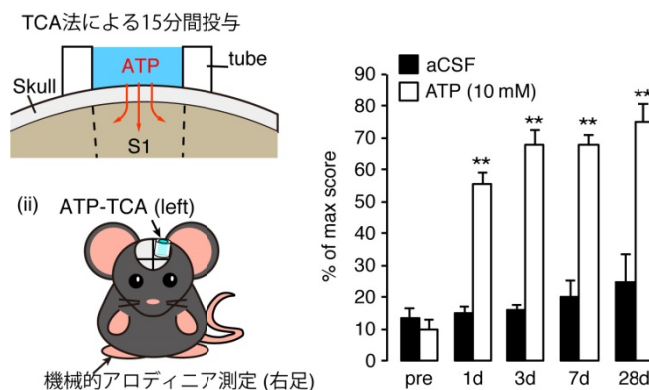 TCA法による15分間投与
ATP
tube
Skull
S1
(ii)
ATP-TCA (left)
機械的アロディニア測定 (右足)
aCSF
ATP (10 mM)
% of max score
90
80
70
60
50
40
30
20
10
0
**
**
**
**
pre
1d
3d
7d
28d